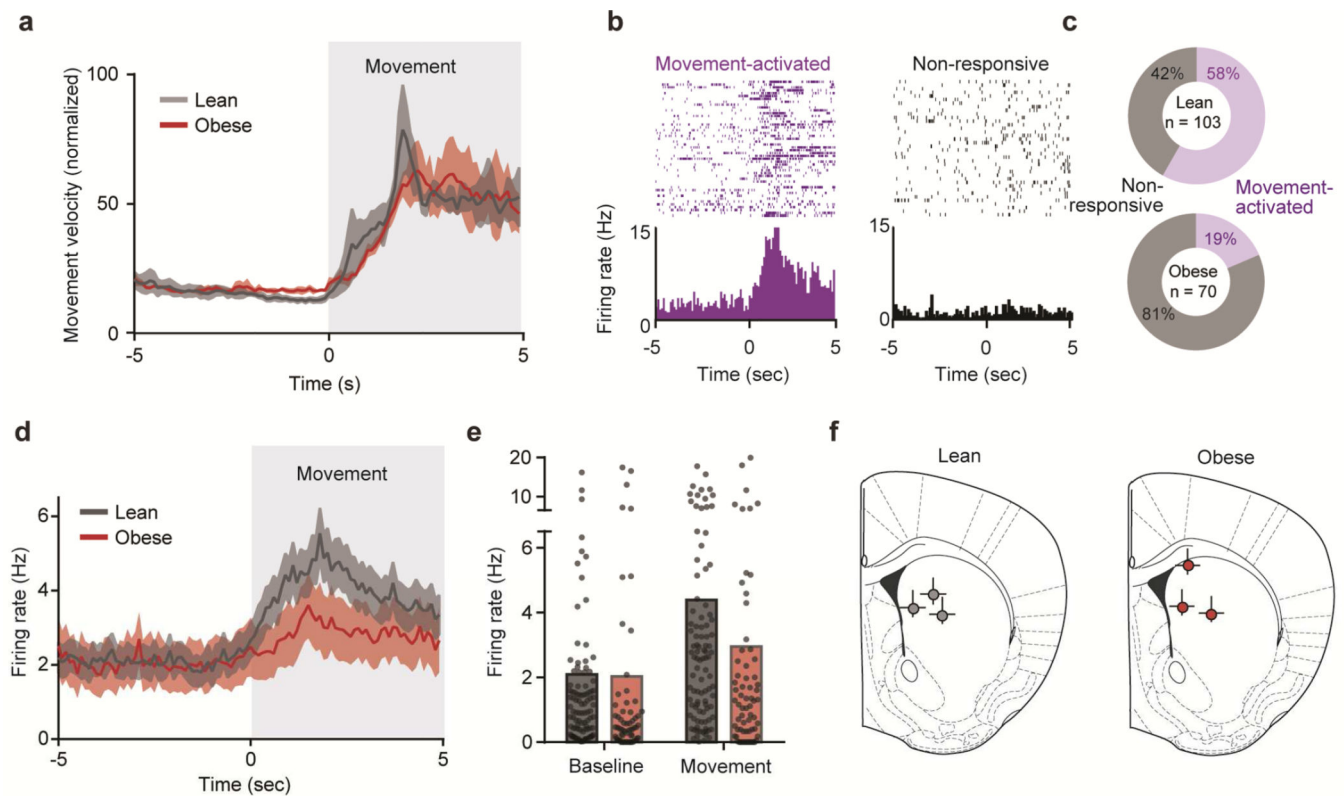 a
Movement velocity (normalized)
100
50
0
-5
0
5
Time (s)
Movement
Lean
Obese
b
Movement-activated
Non-responsive
Firing rate (Hz)
15
0
-5
0
5
Time (sec)
15
0
-5
0
5
Time (sec)
c
42%
58%
Lean
n = 103
Non-
responsive
Movement-
activated
19%
Obese
n = 70
81%
d
Firing rate (Hz)
6
4
2
0
-5
0
5
Time (sec)
Movement
Lean
Obese
e
Firing rate (Hz)
20
10
6
4
2
0
Baseline
Movement
f
Lean
Obese